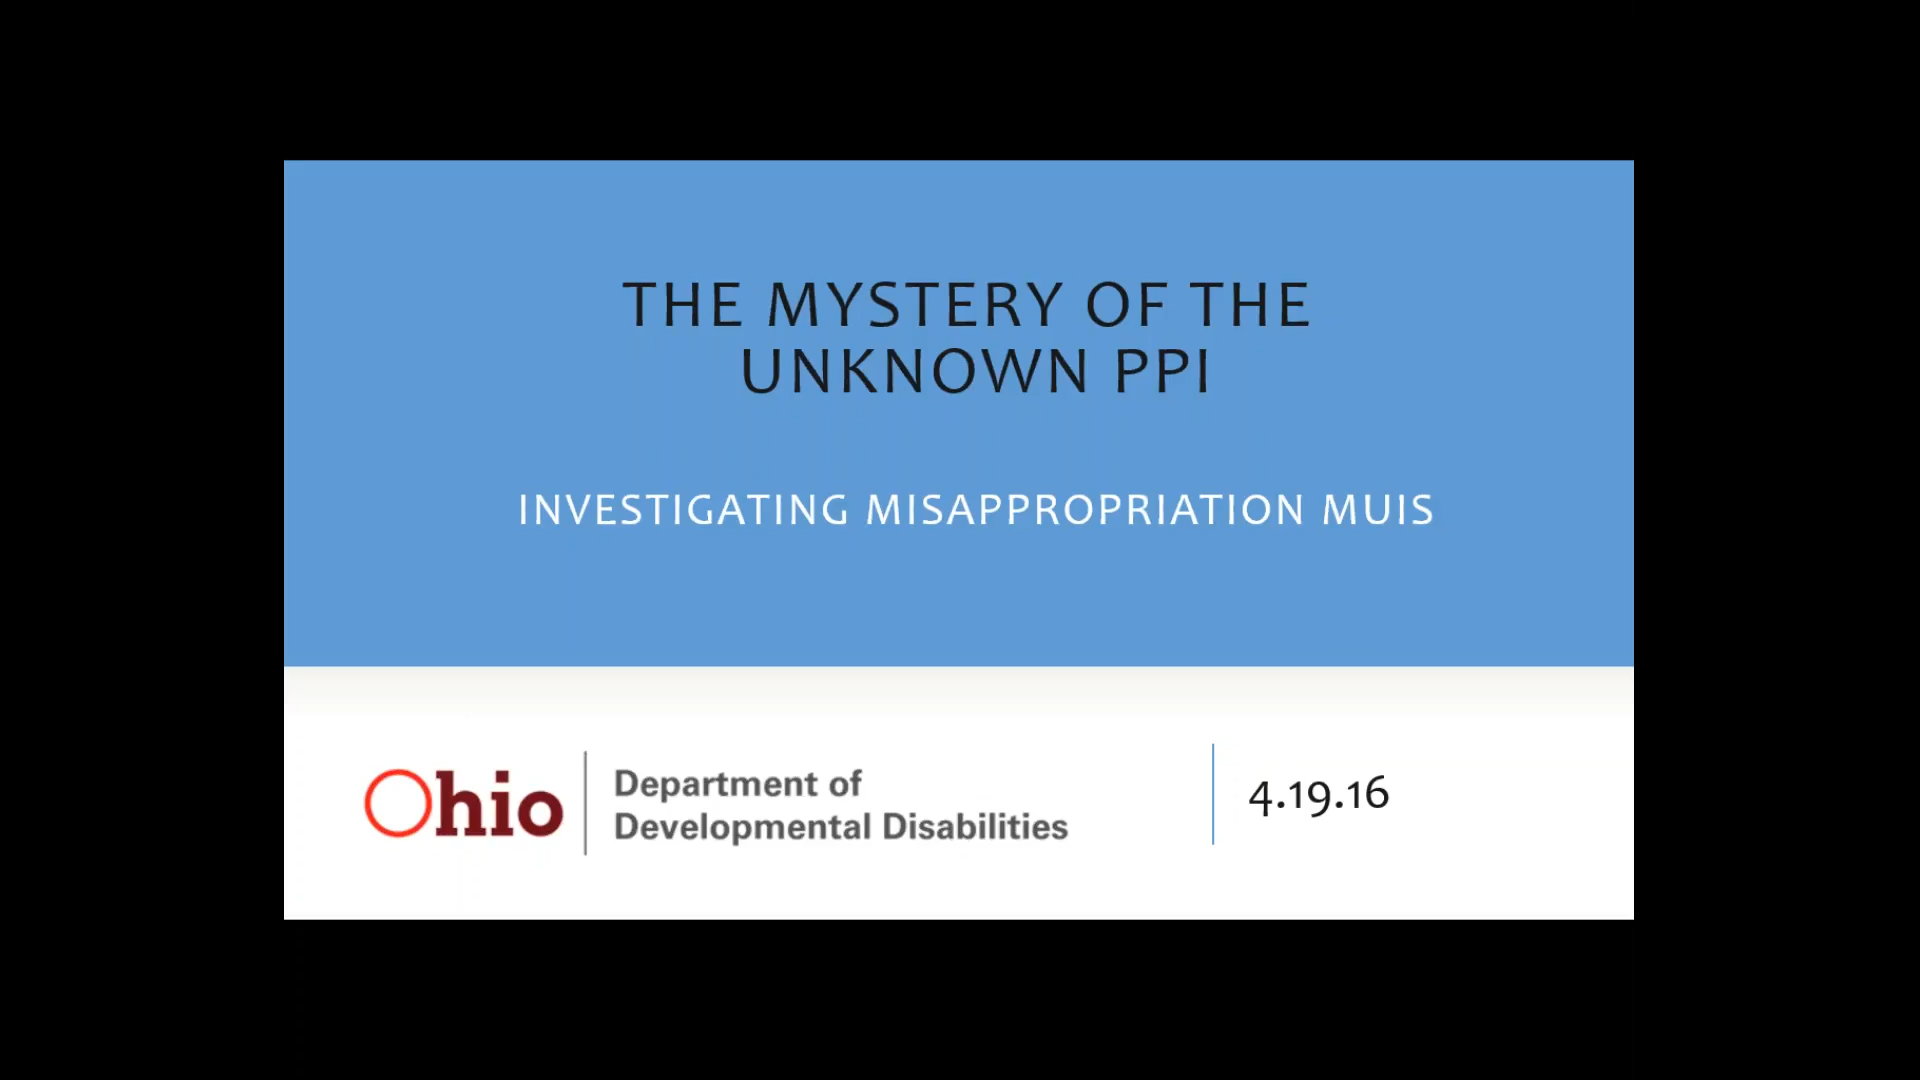 THE MYSTERY OF THE
UNKNOWN PPI
INVESTIGATING MISAPPROPRIATION MUIS
Ohio
Department of
Developmental Disabilities
4.19.16